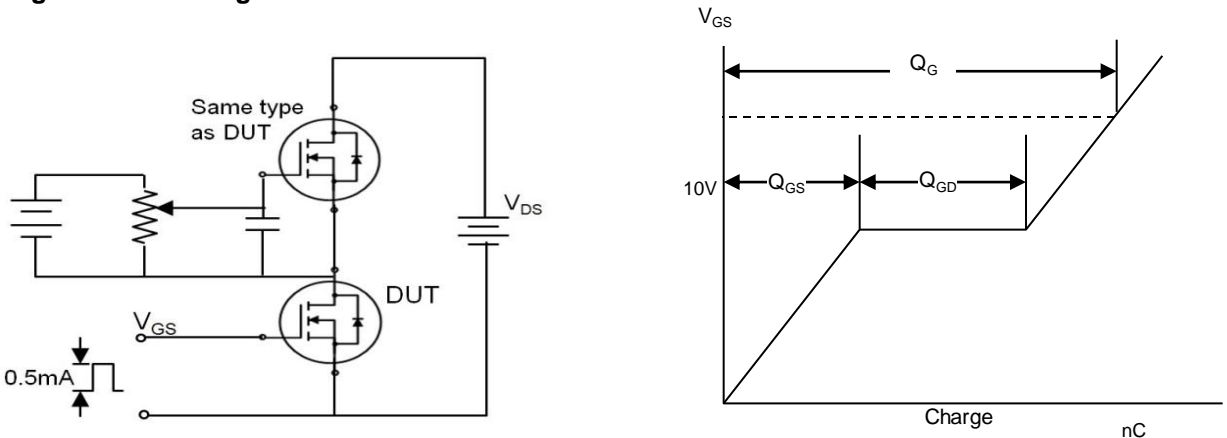 Same type
as DUT
V_DS
DUT
V_GS
0.5mA
V_GS
Q_G
10V
Q_GS
Q_GD
Charge
nC